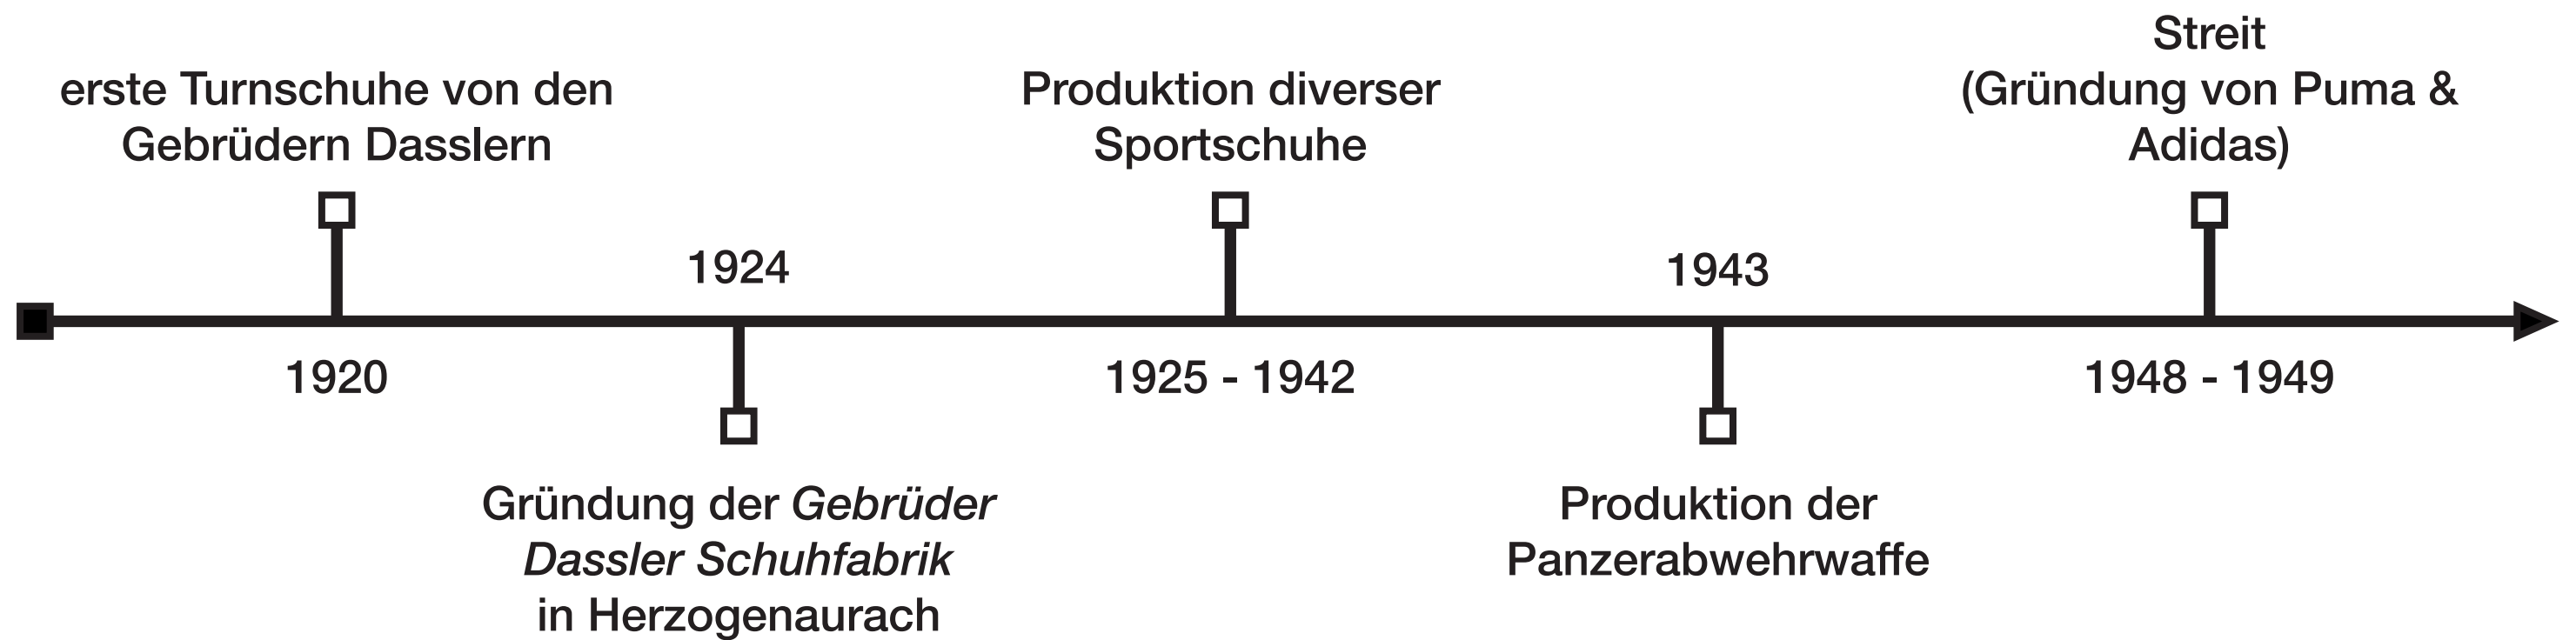 erste Turnschuhe von den
Gebrüdern Dasslern
1920
1924
Gründung der Gebrüder
Dassler Schuhfabrik
in Herzogenaurach
Produktion diverser
Sportschuhe
1925 - 1942
1943
Produktion der
Panzerabwehrwaffe
Streit
(Gründung von Puma &
Adidas)
1948 - 1949